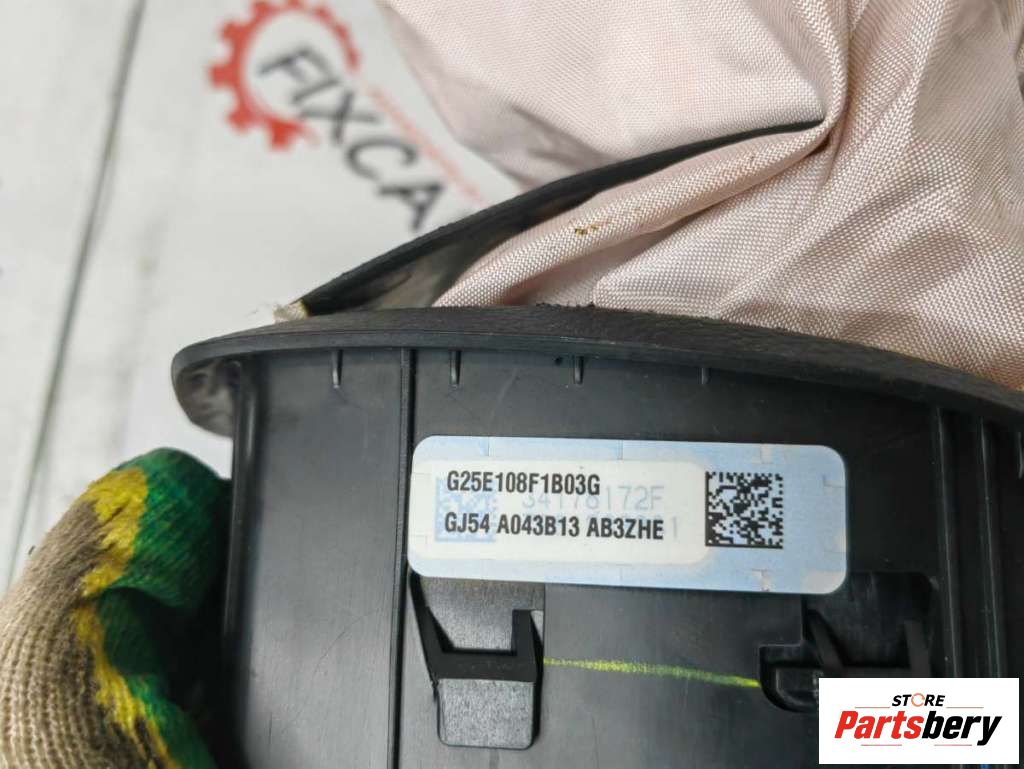 FIXCA
G25E108F1B03G
34178172F
GJ54 A043B13 AB3ZHE
STORE
Partsbery